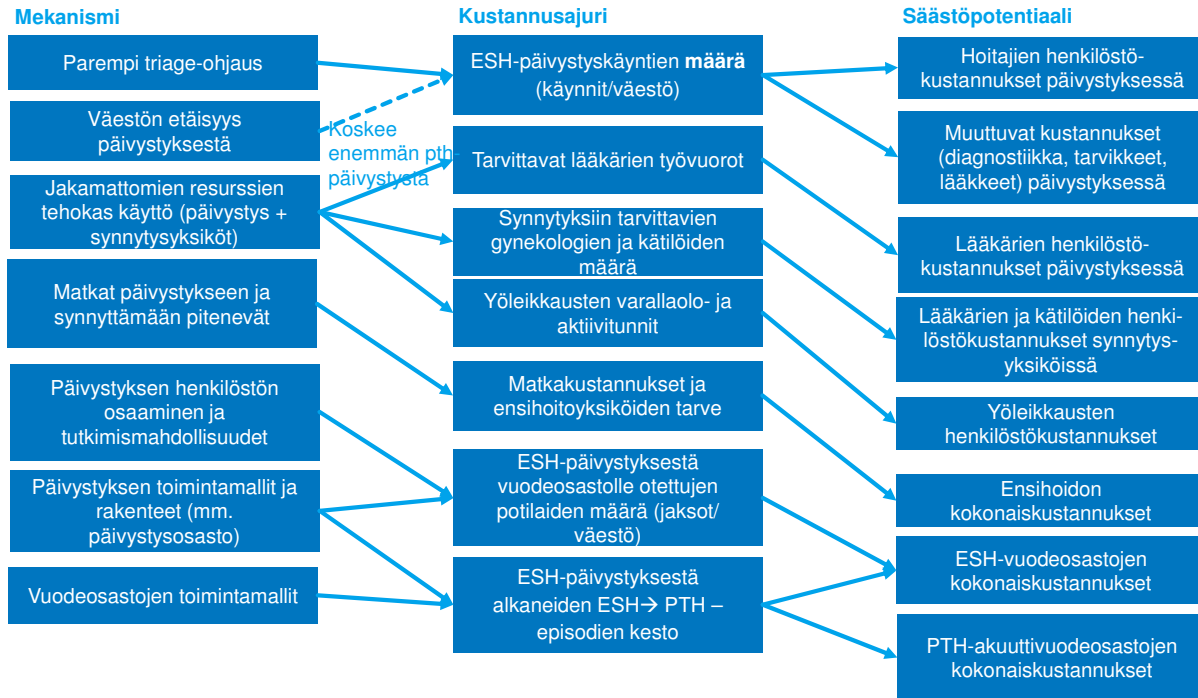 Mekanismi
Parempi triage-ohjaus
Väestön etäisyys
päivystyksestä
Jakamattomien resurssien
tehokas käyttö (päivystys +
synnytysyksiköt)
Matkat päivystykseen ja
synnyttämään pitenevät
Päivystyksen henkilöstön
osaaminen ja
tutkimismahdollisuudet
Päivystyksen toimintamallit ja
rakenteet (mm.
päivystysosasto)
Vuodeosastojen toimintamallit
Koskee
enemmän pth-
päivystystä
Kustannusajuri
ESH-päivystyskäyntien määrä
(käynnit/väestö)
Tarvittavat lääkärien työvuorot
Synnytyksiin tarvittavien
gynekologien ja kätilöiden
määrä
Yöleikkausten varallaolo- ja
aktiivitunnit
Matkakustannukset ja
ensihoitoyksiköiden tarve
ESH-päivystyksestä
vuodeosastolle otettujen
potilaiden määrä (jaksot/
väestö)
ESH-päivystyksestä
alkaneiden ESH→ PTH –
episodien kesto
Säästöpotentiaali
Hoitajien henkilöstö-
kustannukset päivystyksessä
Muuttuvat kustannukset
(diagnostiikka, tarvikkeet,
lääkkeet) päivystyksessä
Lääkärien henkilöstö-
kustannukset päivystyksessä
Lääkärien ja kätilöiden henki-
löstökustannukset synnytys-
yksiköissä
Yöleikkausten
henkilöstökustannukset
Ensihoidon
kokonaiskustannukset
ESH-vuodeosastojen
kokonaiskustannukset
PTH-akuuttivuodeosastojen
kokonaiskustannukset